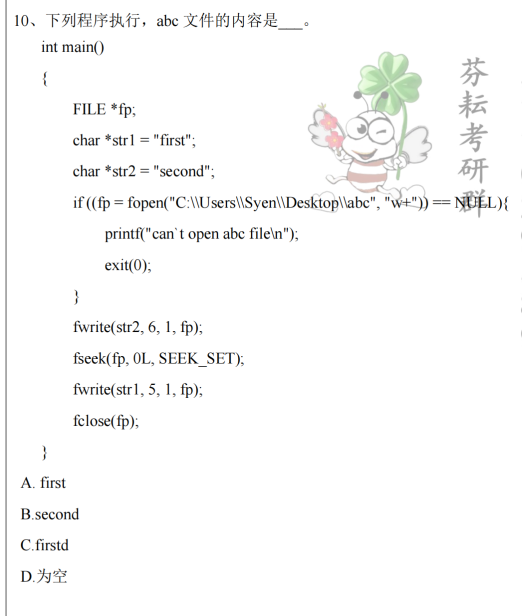 10、下列程序执行，abc 文件的内容是___。
int main()
{
FILE *fp;
char *str1 = "first";
char *str2 = "second";
if ((fp = fopen("C:\\Users\\Syen\\Desktop\\abc", "w+")) == NULL){
printf("can`t open abc file\n");
exit(0);
}
fwrite(str2, 6, 1, fp);
fseek(fp, 0L, SEEK_SET);
fwrite(str1, 5, 1, fp);
fclose(fp);
}
A. first
B.second
C.firstd
D.为空
芬耘考研群